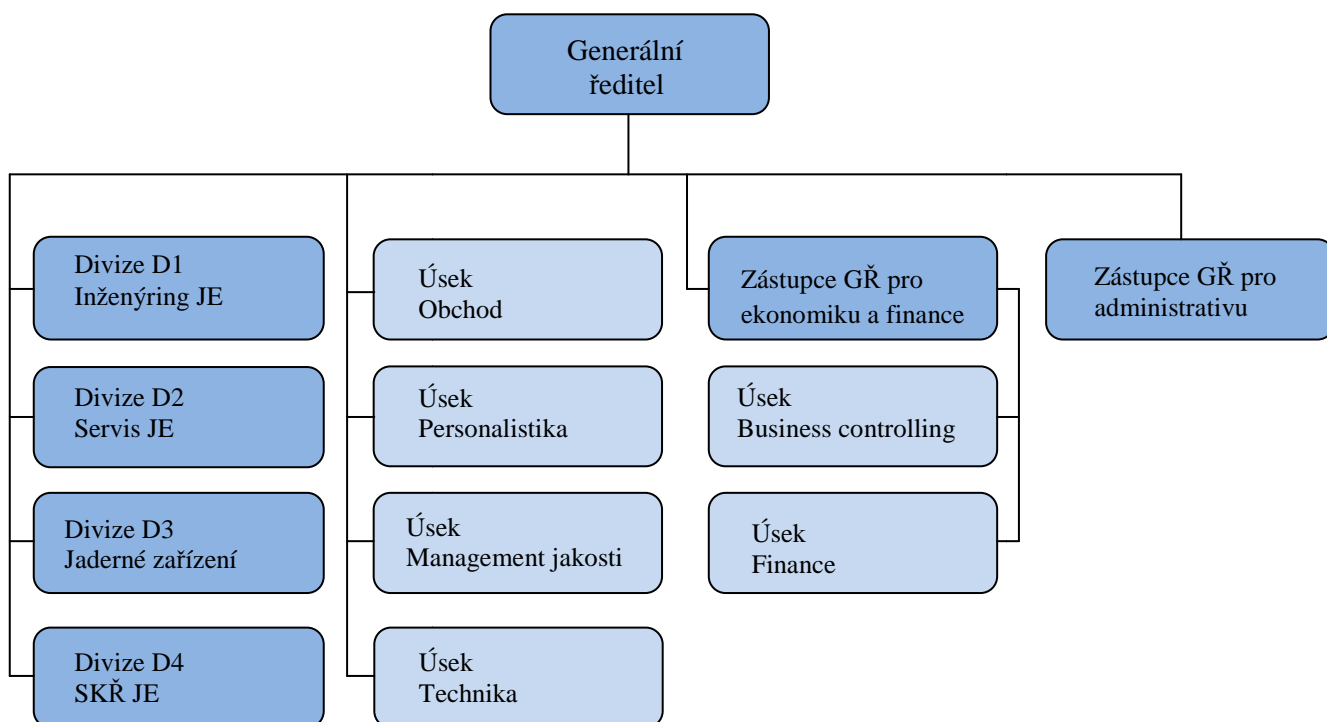 Generální
ředitel
Divize D1
Inženýring JE
Divize D2
Servis JE
Divize D3
Jaderné zařízení
Divize D4
SKŘ JE
Úsek
Obchod
Úsek
Personalistika
Úsek
Management jakosti
Úsek
Technika
Zástupce GŘ pro
ekonomiku a finance
Úsek
Business controlling
Úsek
Finance
Zástupce GŘ pro
administrativu